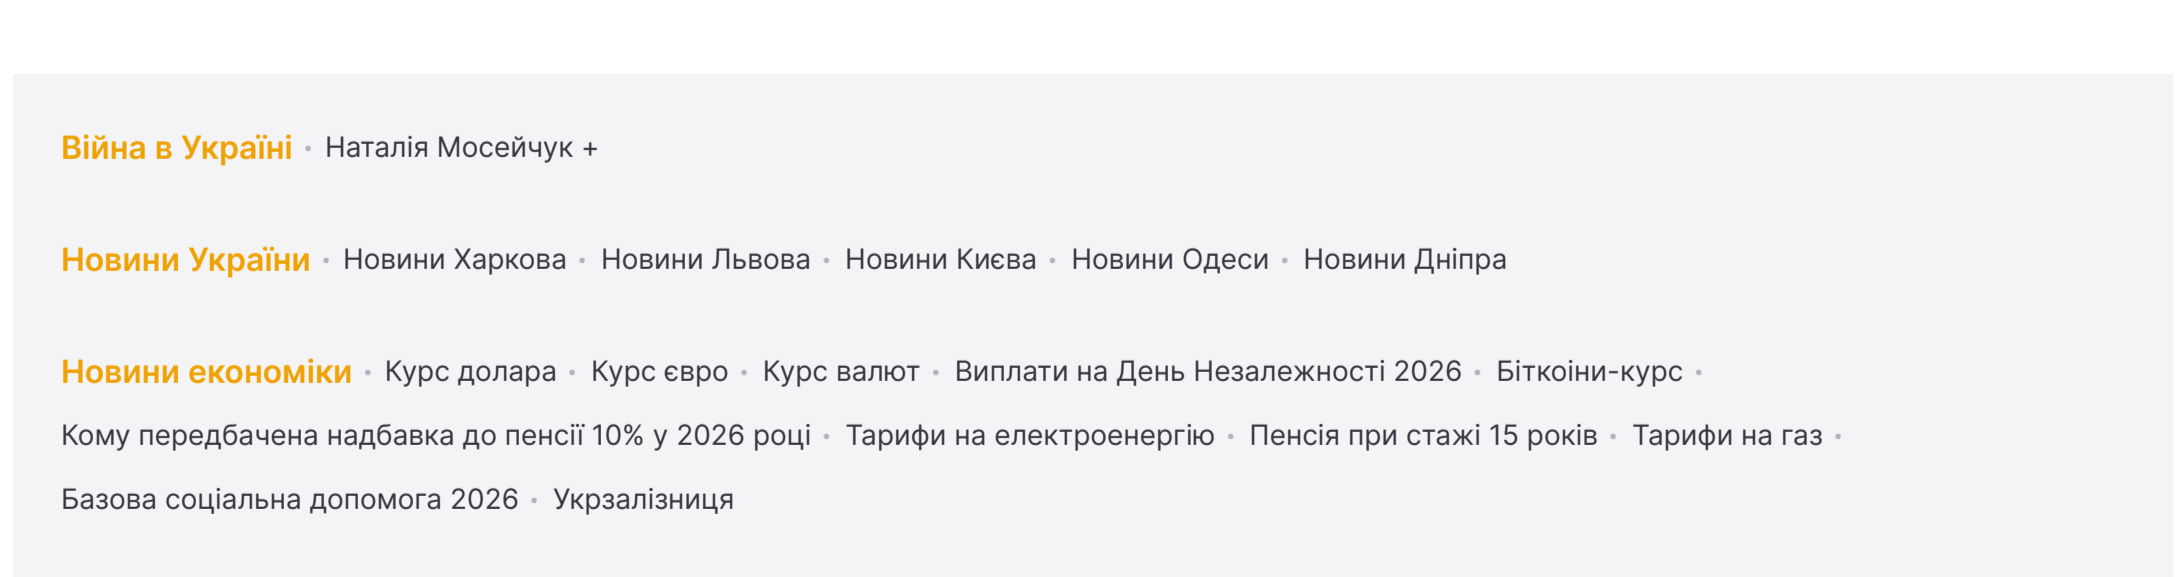 Війна в Україні · Наталія Мосейчук +
Новини України · Новини Харкова · Новини Львова · Новини Києва · Новини Одеси · Новини Дніпра
Новини економіки · Курс долара · Курс євро · Курс валют · Виплати на День Незалежності 2026 · Біткоіни-курс ·
Кому передбачена надбавка до пенсії 10% у 2026 році · Тарифи на електроенергію · Пенсія при стажі 15 років · Тарифи на газ ·
Базова соціальна допомога 2026 · Укрзалізниця